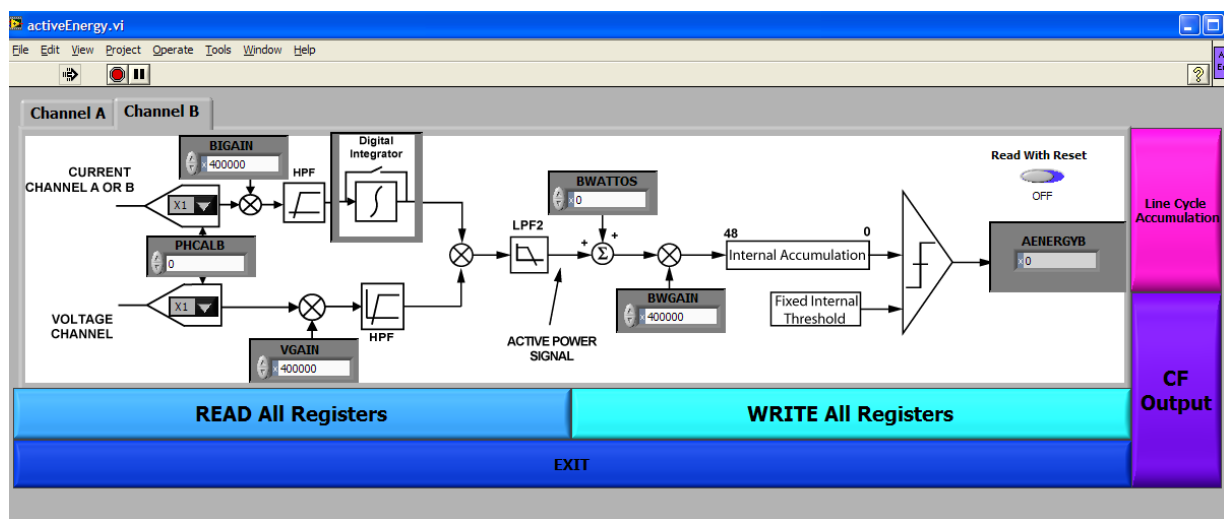 activeEnergy.vi
File Edit View Project Operate Tools Window Help
Channel A
Channel B
BIGAIN
x 400000
HPF
Digital
Integrator
CURRENT
CHANNEL A OR B
X1
PHCALB
0
X1
VOLTAGE
CHANNEL
VGAIN
x 400000
HPF
LPF2
ACTIVE POWER
SIGNAL
BWATTOS
x 0
+
+
Σ
BWGAIN
x 400000
48
0
Internal Accumulation
Fixed Internal
Threshold
Read With Reset
OFF
AENERGYB
x 0
Line Cycle
Accumulation
CF
Output
READ All Registers
WRITE All Registers
EXIT